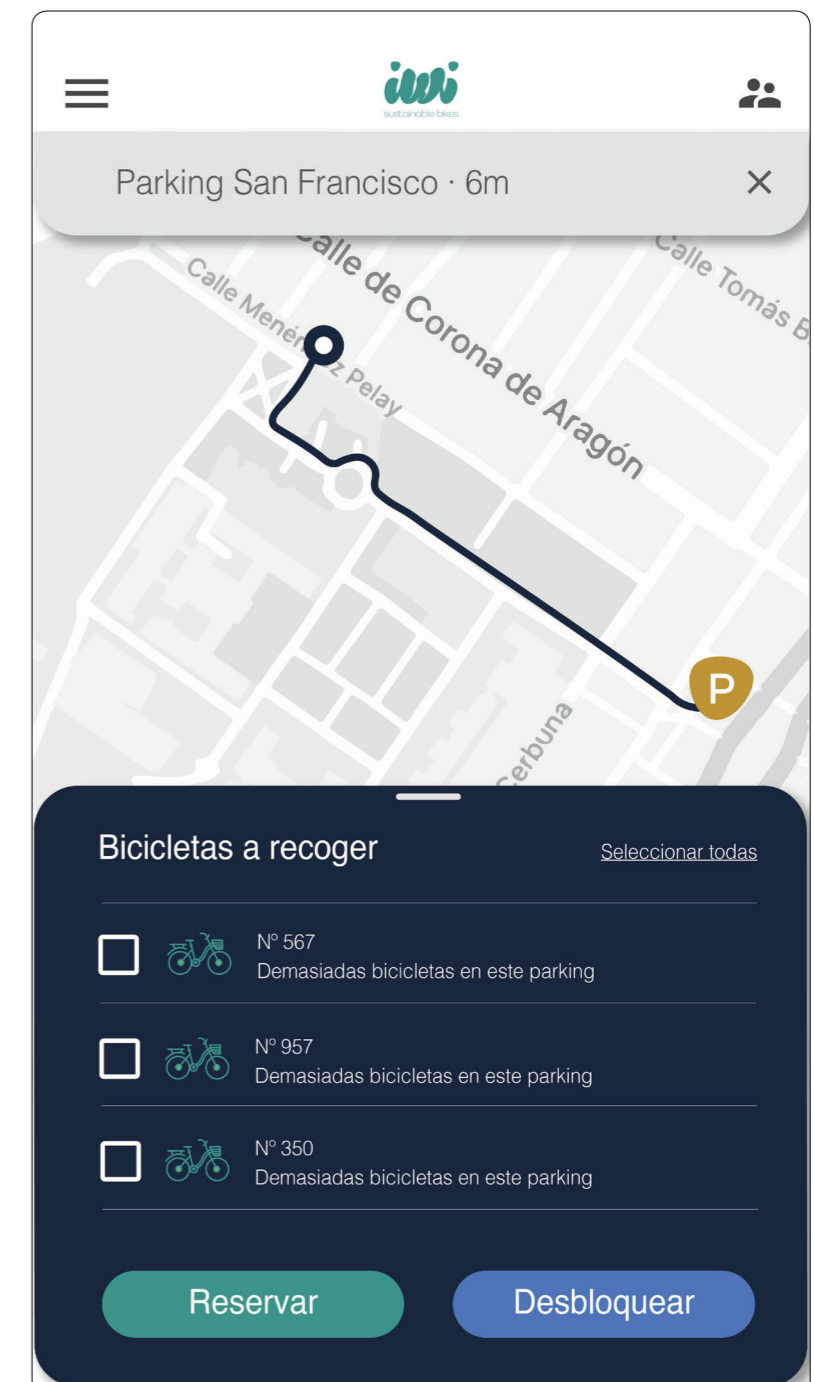 sustainable bikes
Parking San Francisco · 6m
Calle de Corona de Aragón
Calle Tomás B
Calle Menén
z Pelay
Cerbuna
P
Bicicletas a recoger
Seleccionar todas
Nº 567
Demasiadas bicicletas en este parking
Nº 957
Demasiadas bicicletas en este parking
Nº 350
Demasiadas bicicletas en este parking
Reservar
Desbloquear